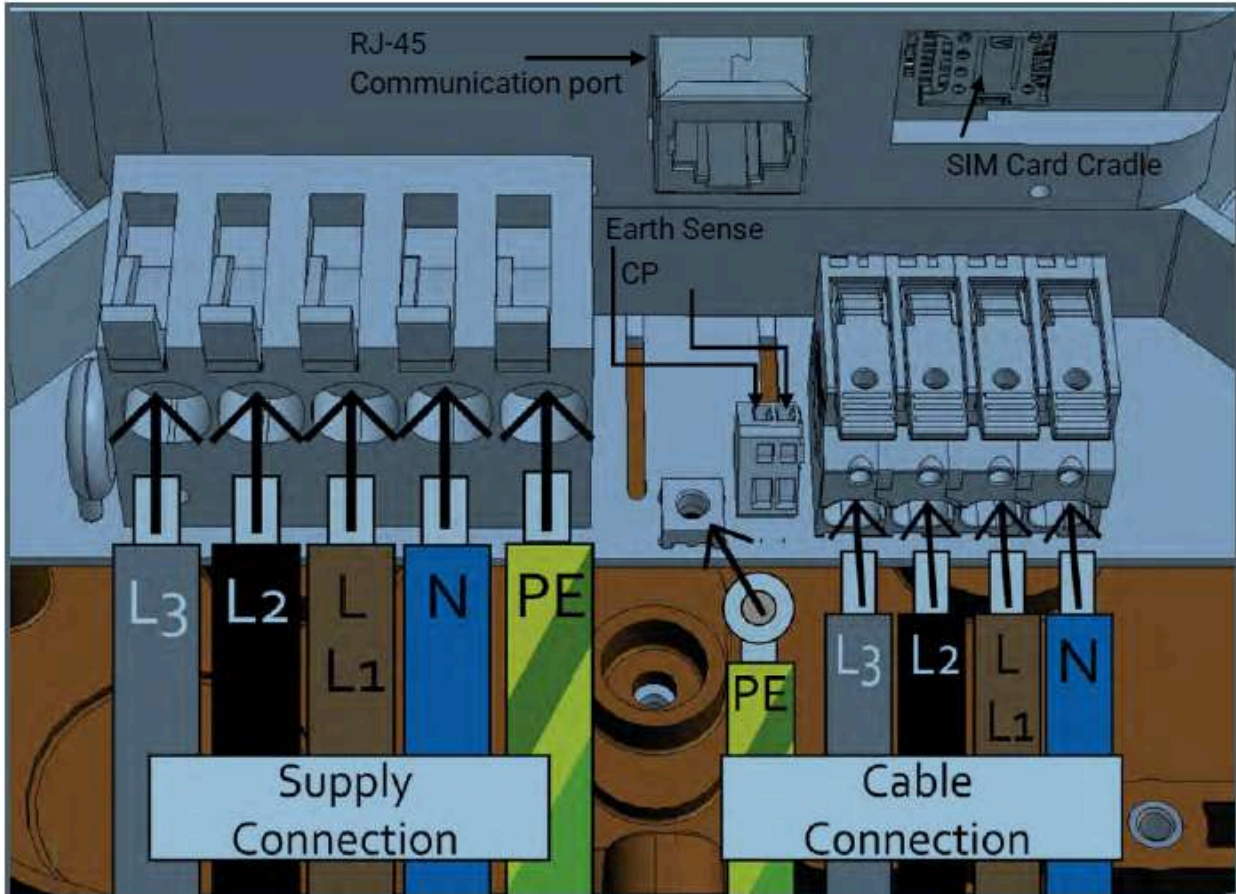 RJ-45
Communication port
SIM Card Cradle
Earth Sense
CP
L3 L2 L N PE
L1
PE L3 L2 L N
L1
Supply
Connection
Cable
Connection